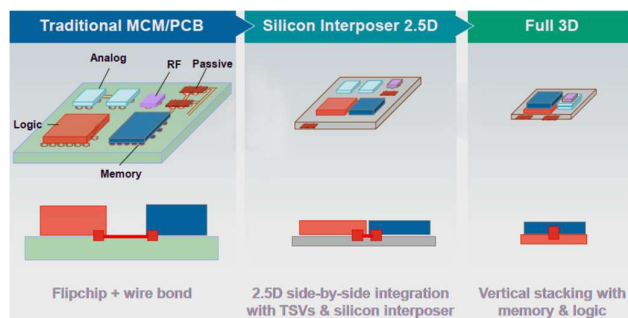 Traditional MCM/PCB
Silicon Interposer 2.5D
Full 3D
Analog
RF
Passive
Logic
Memory
Flipchip + wire bond
2.5D side-by-side integration
with TSVs & silicon interposer
Vertical stacking with
memory & logic